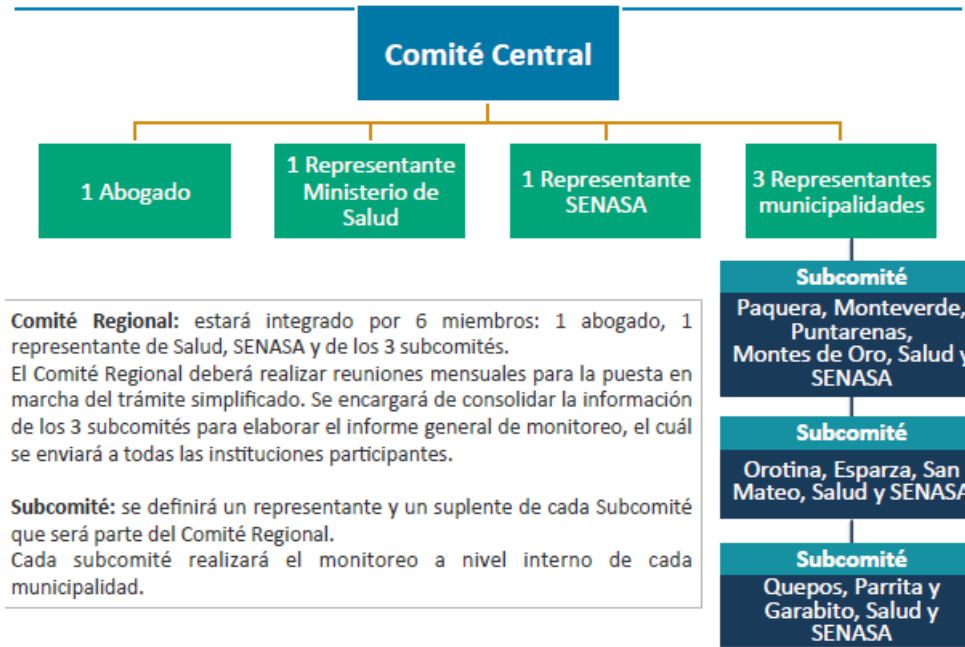 Comité Central
1 Abogado
1 Representante
Ministerio de
Salud
1 Representante
SENASA
3 Representantes
municipalidades
Subcomité
Paquera, Monteverde,
Puntarenas,
Montes de Oro, Salud y
SENASA
Subcomité
Orotina, Esparza, San
Mateo, Salud y SENASA
Subcomité
Quepos, Parrita y
Garabito, Salud y
SENASA
Comité Regional: estará integrado por 6 miembros: 1 abogado, 1
representante de Salud, SENASA y de los 3 subcomités.
El Comité Regional deberá realizar reuniones mensuales para la puesta en
marcha del trámite simplificado. Se encargará de consolidar la información
de los 3 subcomités para elaborar el informe general de monitoreo, el cuál
se enviará a todas las instituciones participantes.
Subcomité: se definirá un representante y un suplente de cada Subcomité
que será parte del Comité Regional.
Cada subcomité realizará el monitoreo a nivel interno de cada
municipalidad.